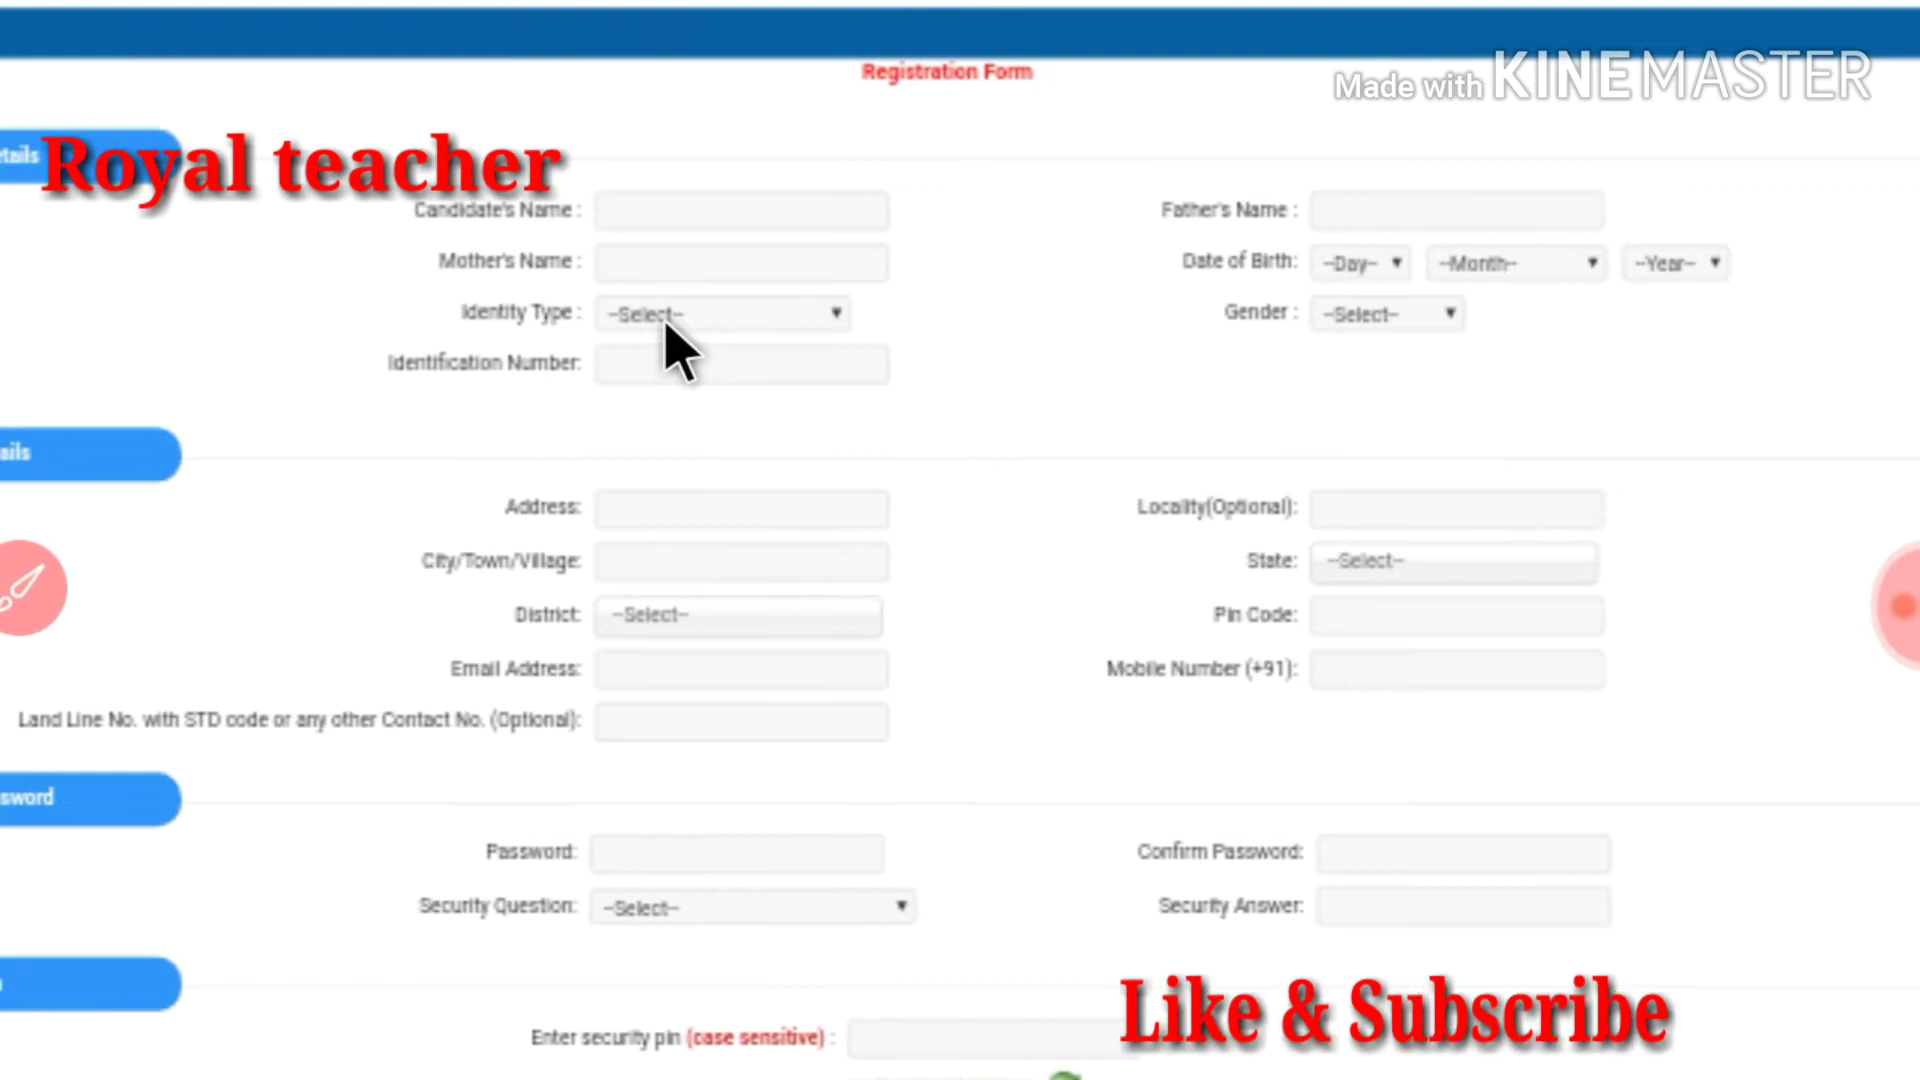 Registration Form
Made with KINEMASTER
tails
Royal teacher
Candidate's Name :
Father's Name :
Mother's Name :
Date of Birth: --Day-- --Month-- --Year--
Identity Type : --Select--
Gender : --Select--
Identification Number:
ails
Address:
Locality(Optional):
City/Town/Village:
State: --Select--
District: --Select--
Pin Code:
Email Address:
Mobile Number (+91):
Land Line No. with STD code or any other Contact No. (Optional):
sword
Password:
Confirm Password:
Security Question: --Select--
Security Answer:
Enter security pin (case sensitive) :
Like & Subscribe